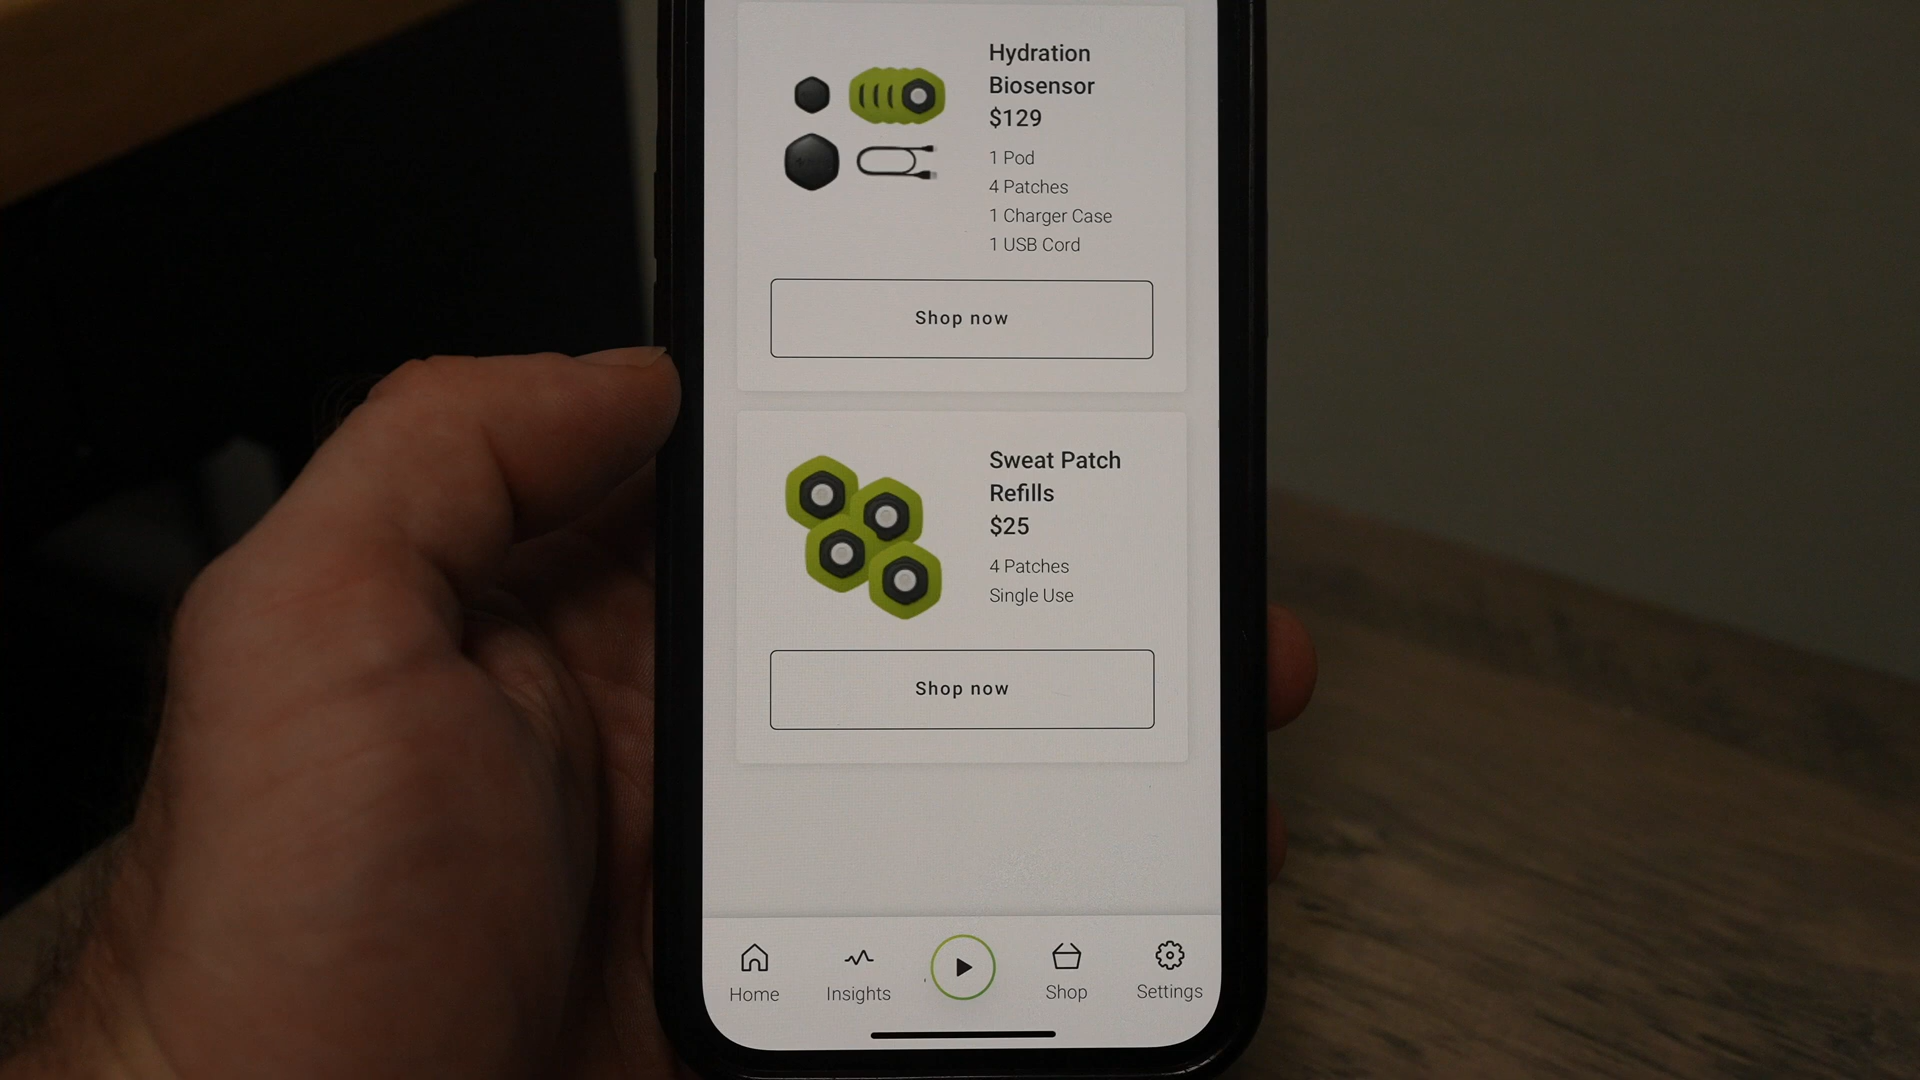 Hydration
Biosensor
$129
1 Pod
4 Patches
1 Charger Case
1 USB Cord
Shop now
Sweat Patch
Refills
$25
4 Patches
Single Use
Shop now
Home
Insights
Shop
Settings